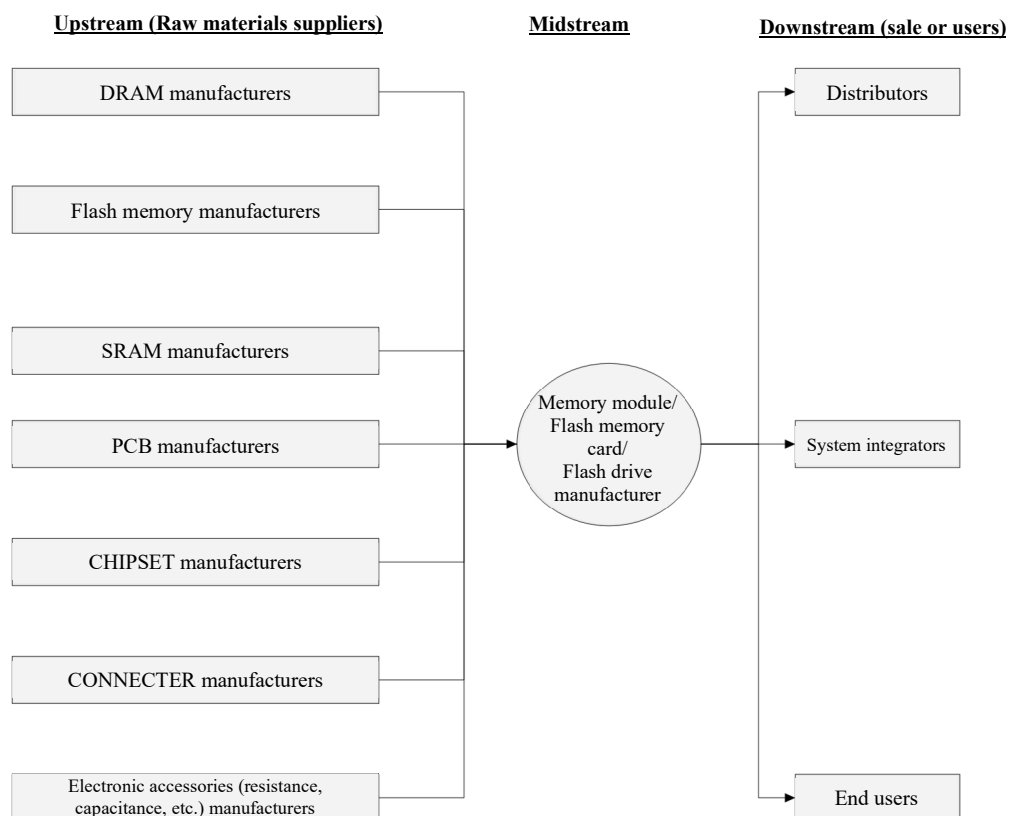 Upstream (Raw materials suppliers)
Midstream
Downstream (sale or users)
DRAM manufacturers
Distributors
Flash memory manufacturers
SRAM manufacturers
Memory module/
Flash memory
card/
Flash drive
manufacturer
PCB manufacturers
System integrators
CHIPSET manufacturers
CONNECTER manufacturers
Electronic accessories (resistance,
capacitance, etc.) manufacturers
End users